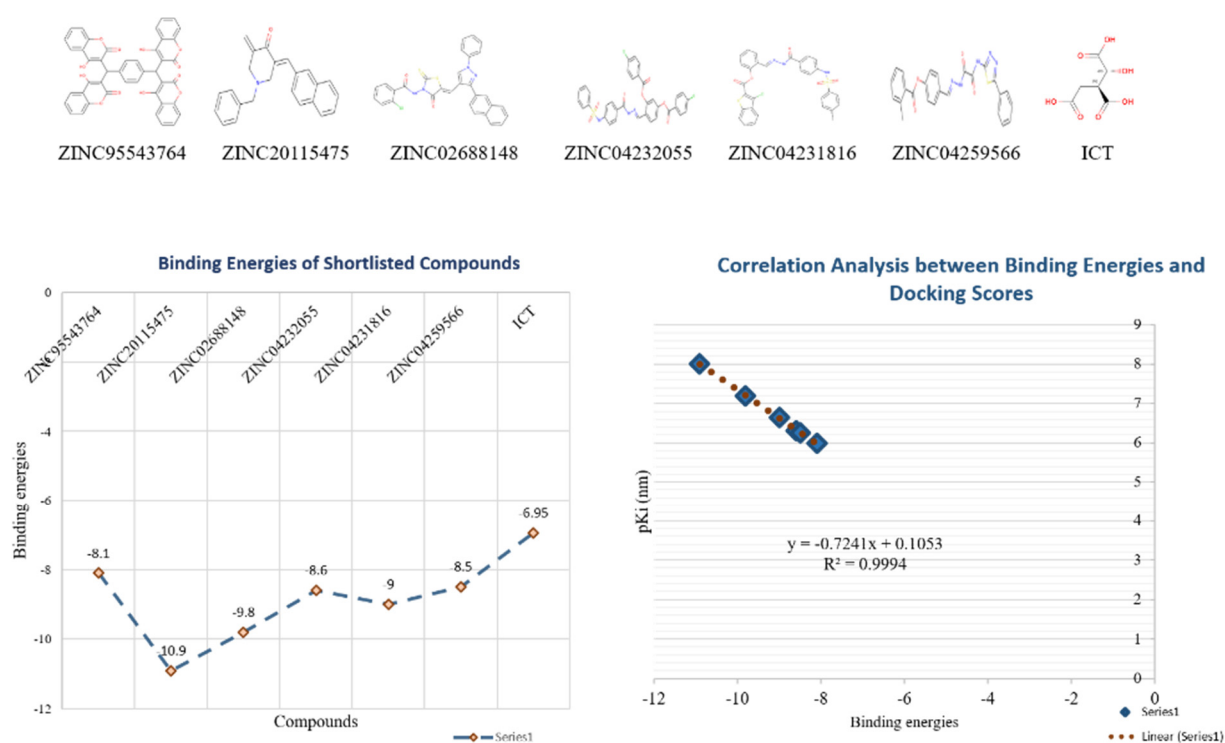 ZINC95543764 ZINC20115475 ZINC02688148 ZINC04232055 ZINC04231816 ZINC04259566 ICT
Binding Energies of Shortlisted Compounds
0
-4
-6
-8
-10
-12
Binding energies
ZINC95543764
ZINC20115475
ZINC02688148
ZINC04232055
ZINC04231816
ZINC04259566
ICT
-8.1
-10.9
-9.8
-8.6
-9
-8.5
-6.95
Compounds
Series1
Correlation Analysis between Binding Energies and
Docking Scores
9
8
7
6
5
4
3
2
1
0
pKi (nm)
y = -0.7241x + 0.1053
R² = 0.9994
-12 -10 -8 -6 -4 -2 0
Binding energies
Series1
Linear (Series1)